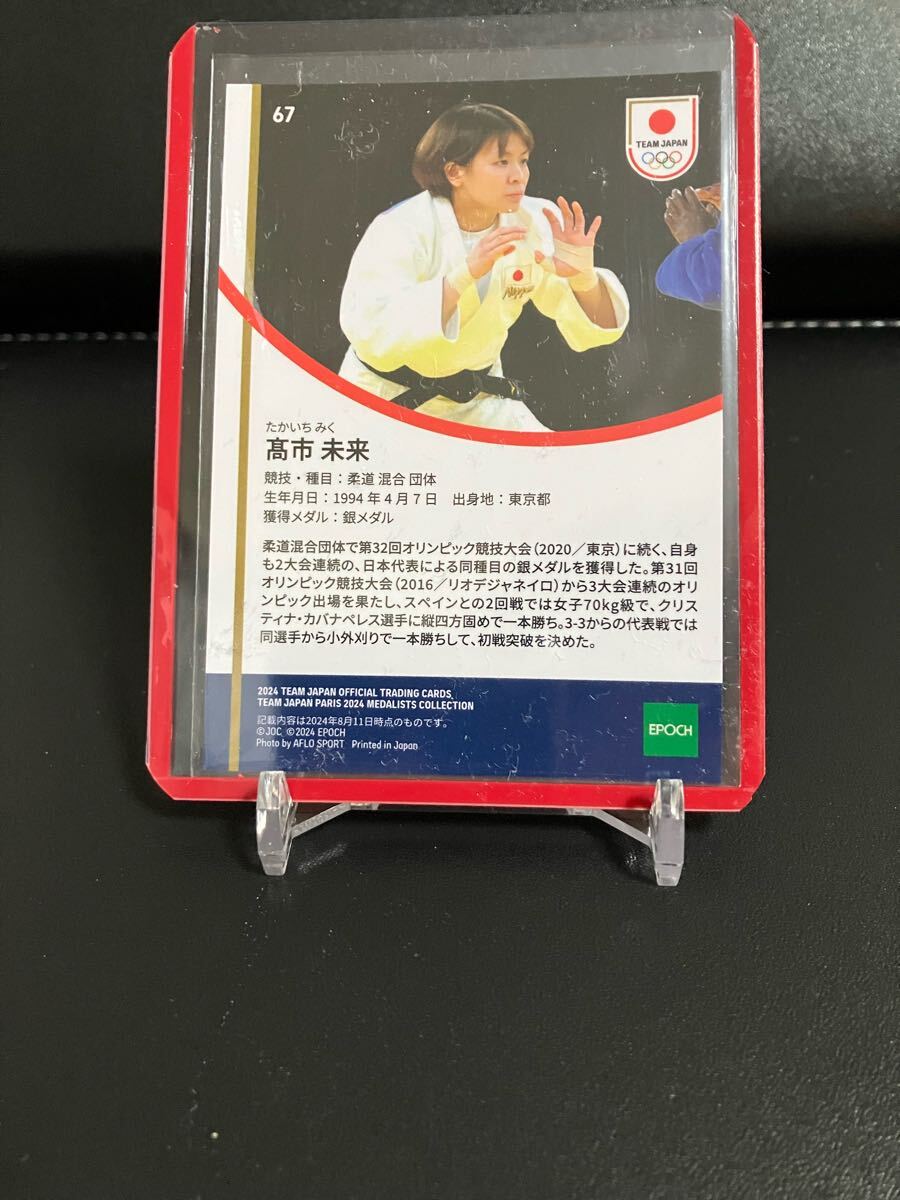 67
TEAM JAPAN
たかいち みく
髙市 未来
競技・種目：柔道 混合 団体
生年月日：1994 年 4 月 7 日　出身地：東京都
獲得メダル：銀メダル
柔道混合団体で第32回オリンピック競技大会（2020／東京）に続く、自身
も2大会連続の、日本代表による同種目の銀メダルを獲得した。第31回
オリンピック競技大会（2016／リオデジャネイロ）から3大会連続のオリ
ンピック出場を果たし、スペインとの2回戦では女子70kg級で、クリス
ティナ・カバナペレス選手に縦四方固めで一本勝ち。3-3からの代表戦では
同選手から小外刈りで一本勝ちして、初戦突破を決めた。
2024 TEAM JAPAN OFFICIAL TRADING CARDS
TEAM JAPAN PARIS 2024 MEDALISTS COLLECTION
記載内容は2024年8月11日時点のものです。
©JOC ©2024 EPOCH
Photo by AFLO SPORT Printed in Japan
EPOCH